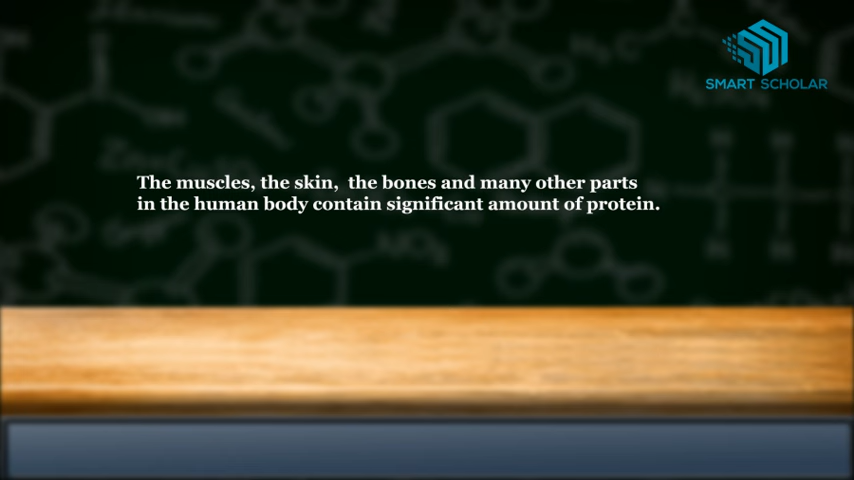 SMART SCHOLAR
The muscles, the skin,  the bones and many other parts
in the human body contain significant amount of protein.